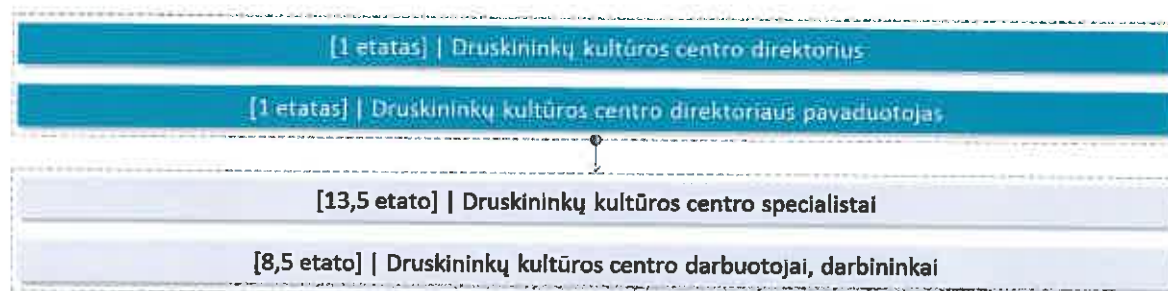 [1 etatas] | Druskininkų kultūros centro direktorius
[1 etatas] | Druskininkų kultūros centro direktoriaus pavaduotojas
[13,5 etato] | Druskininkų kultūros centro specialistai
[8,5 etato] | Druskininkų kultūros centro darbuotojai, darbininkai